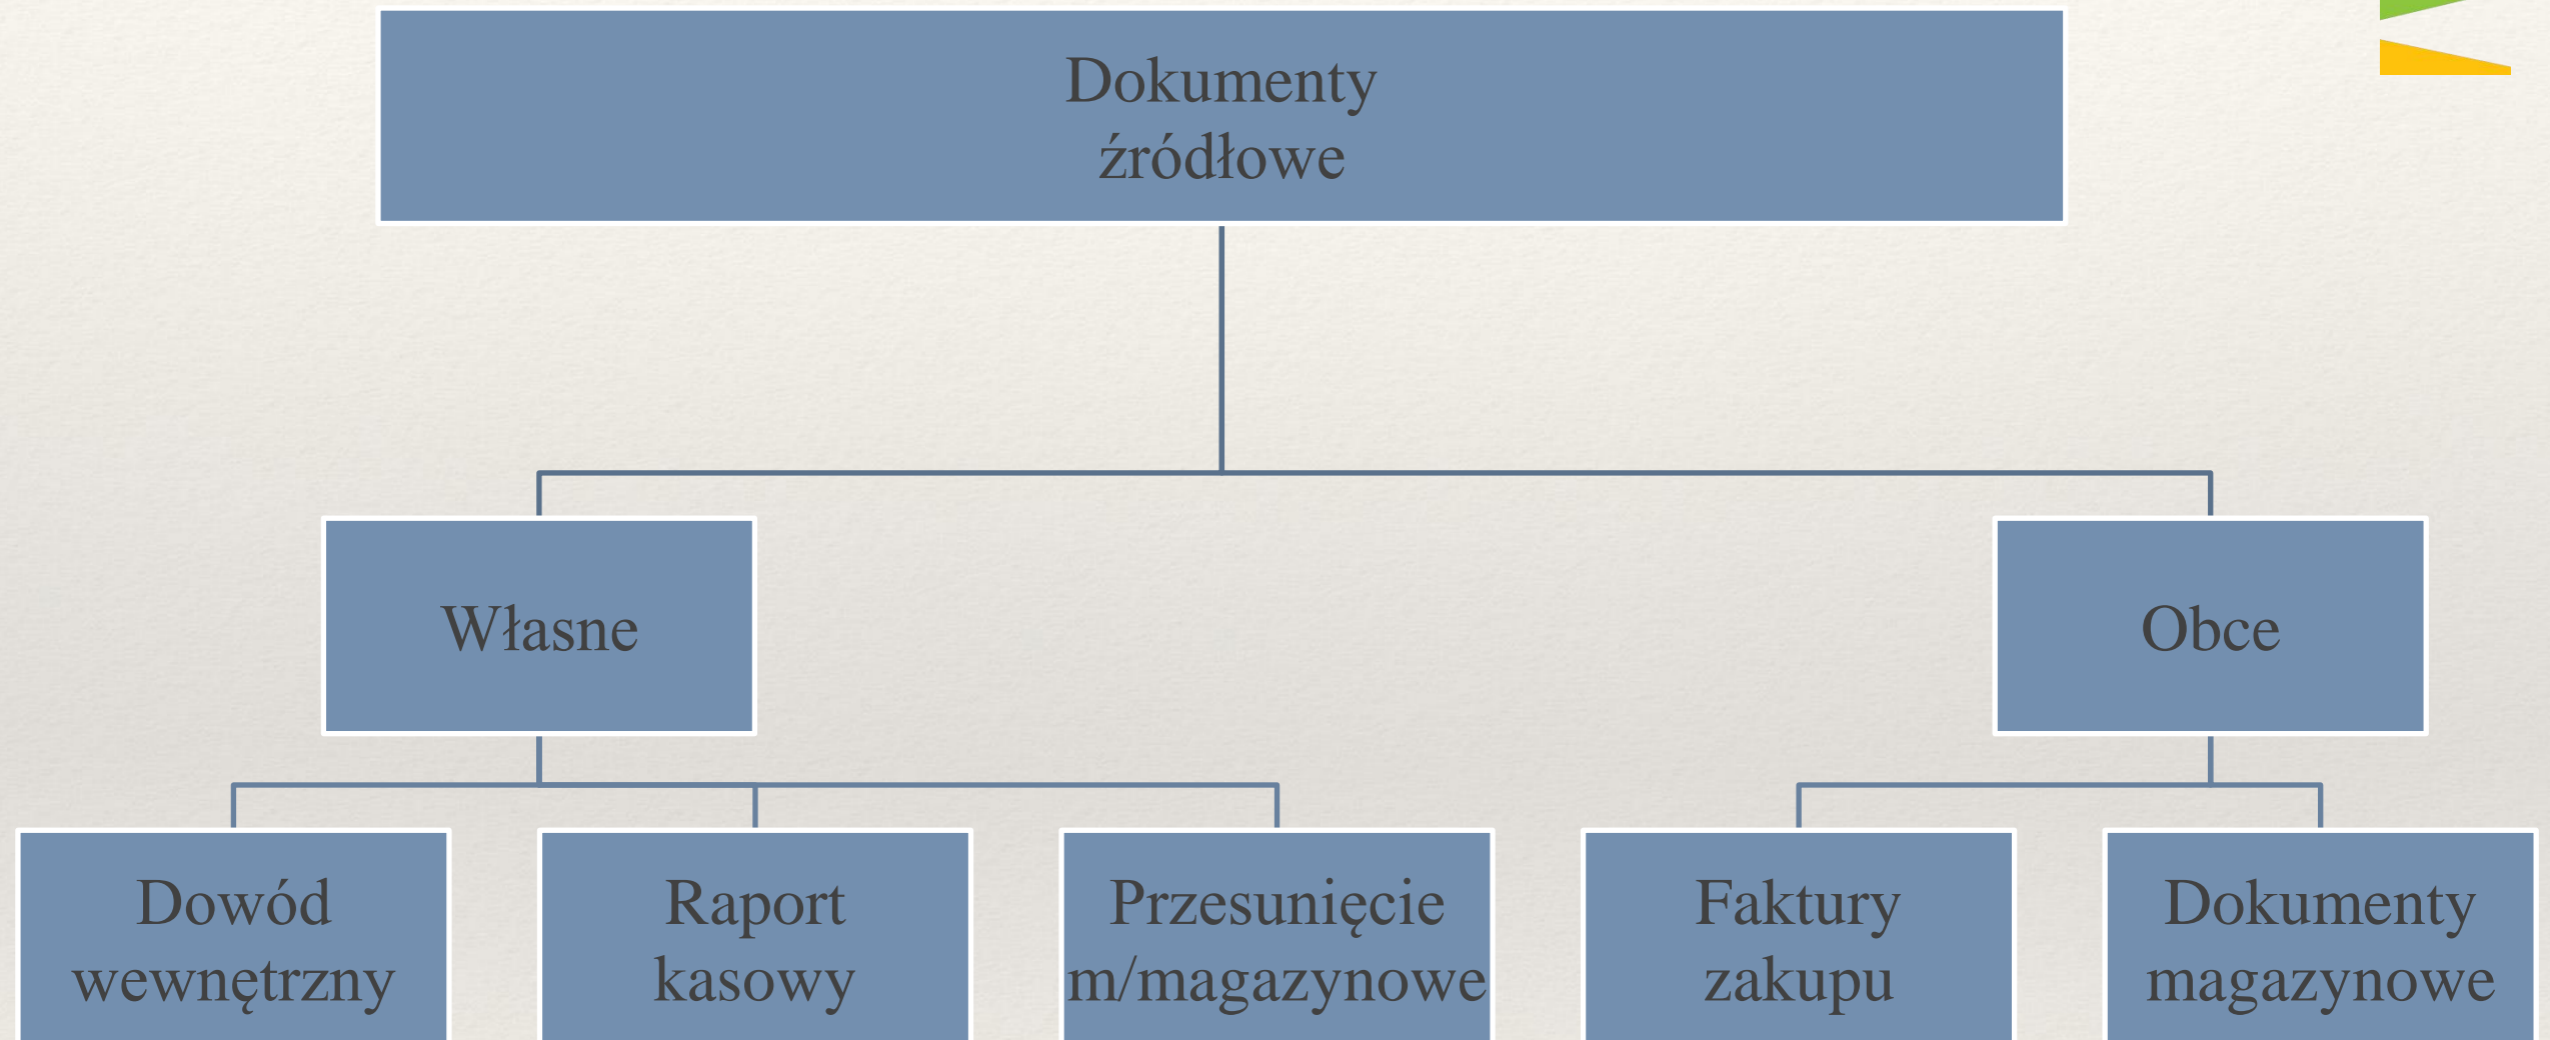 Dokumenty
źródłowe
Własne
Obce
Dowód
wewnętrzny
Raport
kasowy
Przesunięcie
m/magazynowe
Faktury
zakupu
Dokumenty
magazynowe